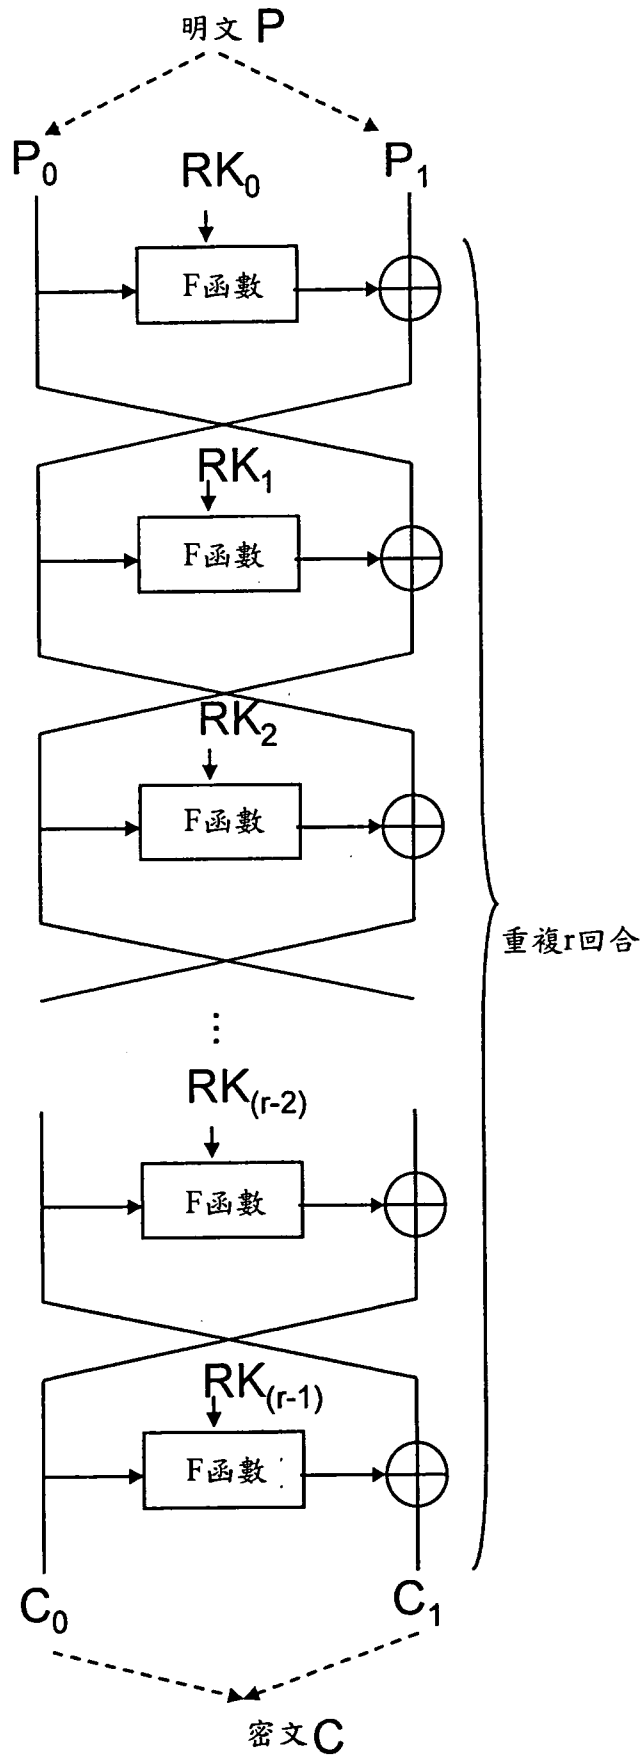 明文 P
P₀ P₁
RK₀
F函數
RK₁
F函數
RK₂
F函數
重複r回合
⋮
RK₍r-2₎
F函數
RK₍r-1₎
F函數
C₀ C₁
密文 C